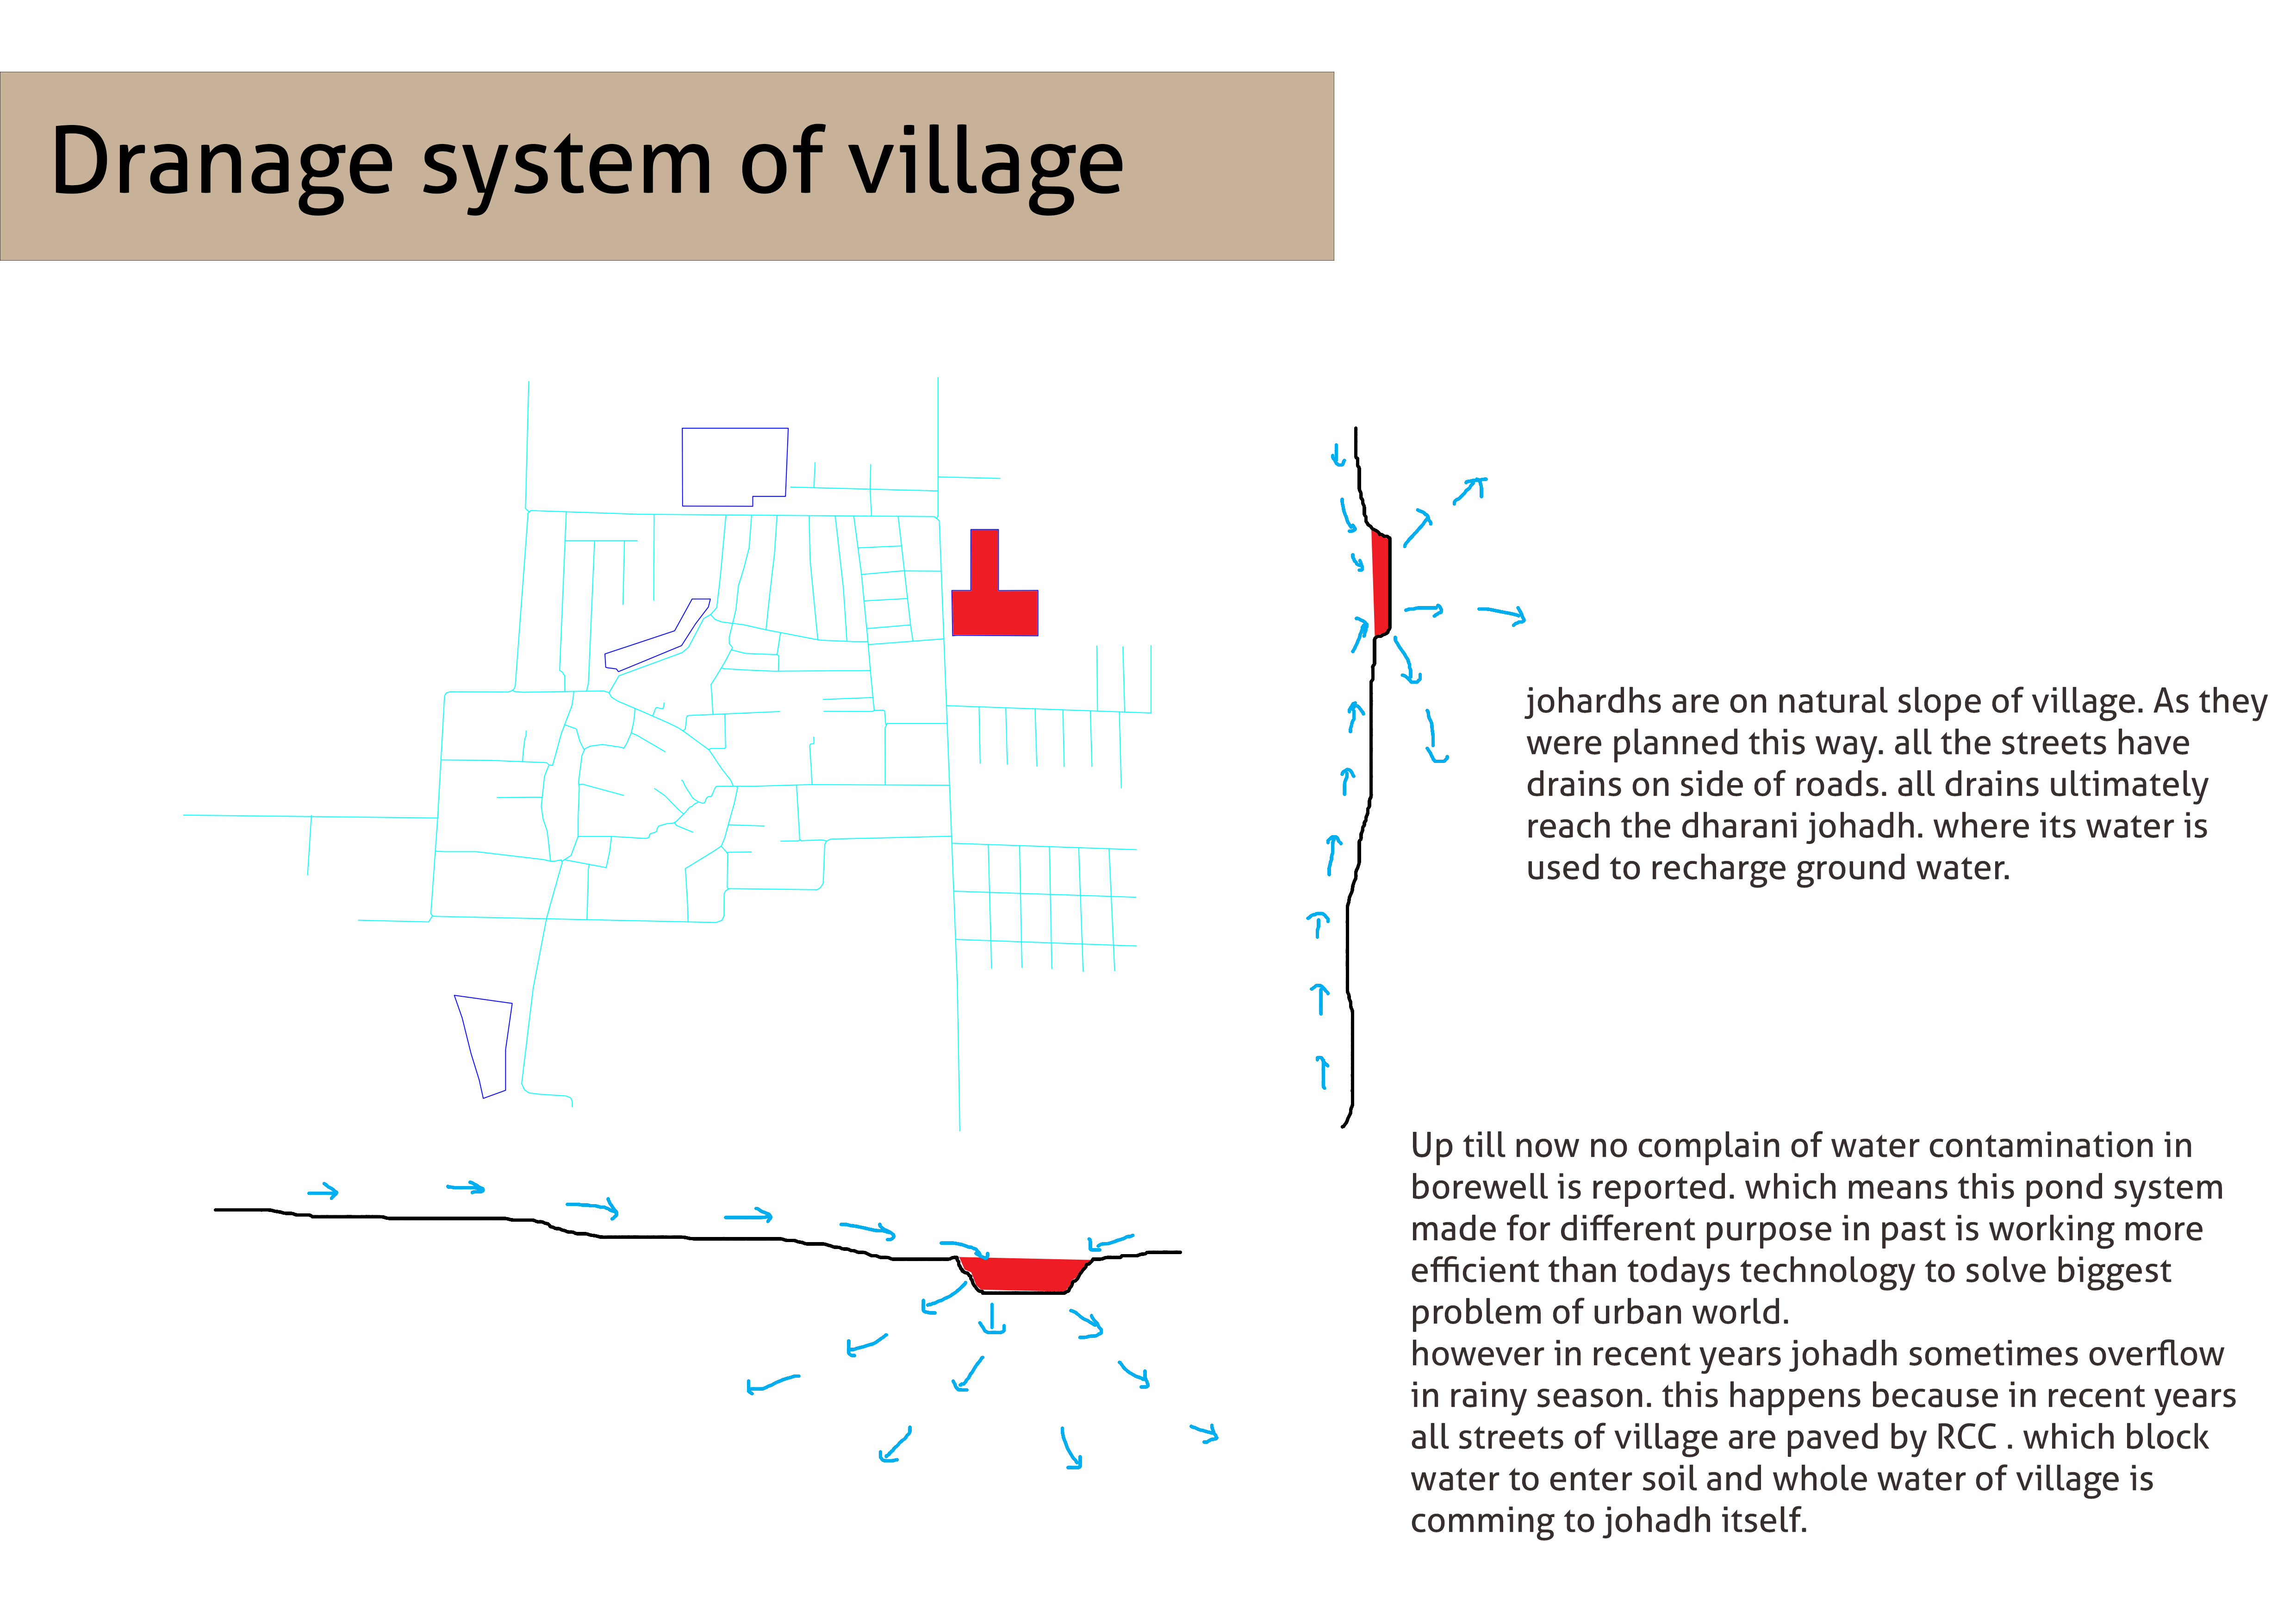 Dranage system of village
johardhs are on natural slope of village. As they
were planned this way. all the streets have
drains on side of roads. all drains ultimately
reach the dharani johadh. where its water is
used to recharge ground water.
Up till now no complain of water contamination in
borewell is reported. which means this pond system
made for different purpose in past is working more
efficient than todays technology to solve biggest
problem of urban world.
however in recent years johadh sometimes overflow
in rainy season. this happens because in recent years
all streets of village are paved by RCC . which block
water to enter soil and whole water of village is
comming to johadh itself.